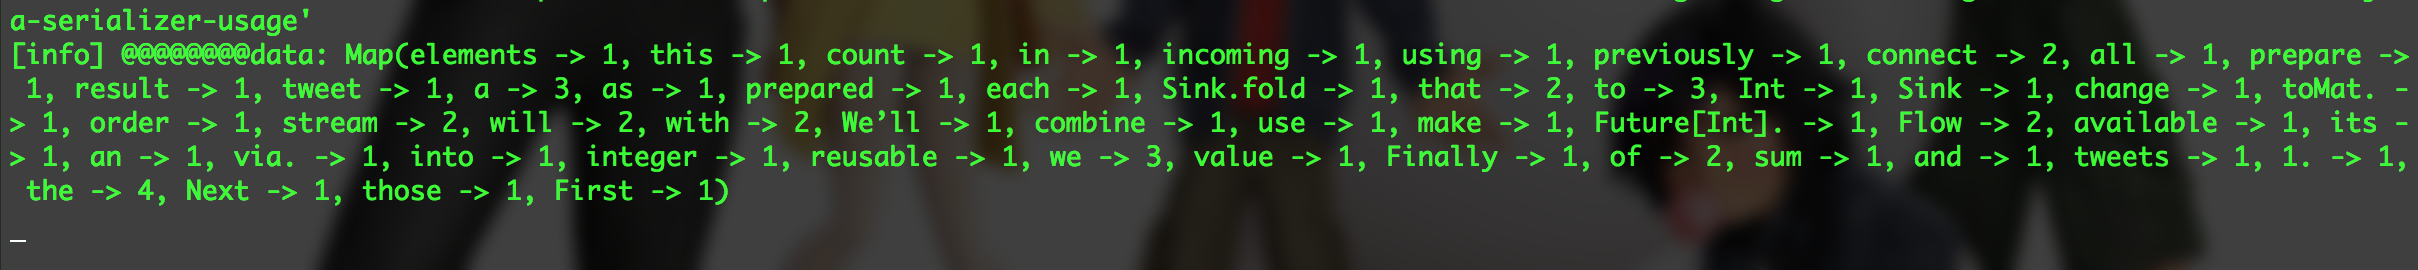 a-serializer-usage'
[info] @@@@@@@@data: Map(elements -> 1, this -> 1, count -> 1, in -> 1, incoming -> 1, using -> 1, previously -> 1, connect -> 2, all -> 1, prepare ->
 1, result -> 1, tweet -> 1, a -> 3, as -> 1, prepared -> 1, each -> 1, Sink.fold -> 1, that -> 2, to -> 3, Int -> 1, Sink -> 1, change -> 1, toMat. -
> 1, order -> 1, stream -> 2, will -> 2, with -> 2, We’ll -> 1, combine -> 1, use -> 1, make -> 1, Future[Int]. -> 1, Flow -> 2, available -> 1, its -
> 1, an -> 1, via. -> 1, into -> 1, integer -> 1, reusable -> 1, we -> 3, value -> 1, Finally -> 1, of -> 2, sum -> 1, and -> 1, tweets -> 1, 1. -> 1,
 the -> 4, Next -> 1, those -> 1, First -> 1)